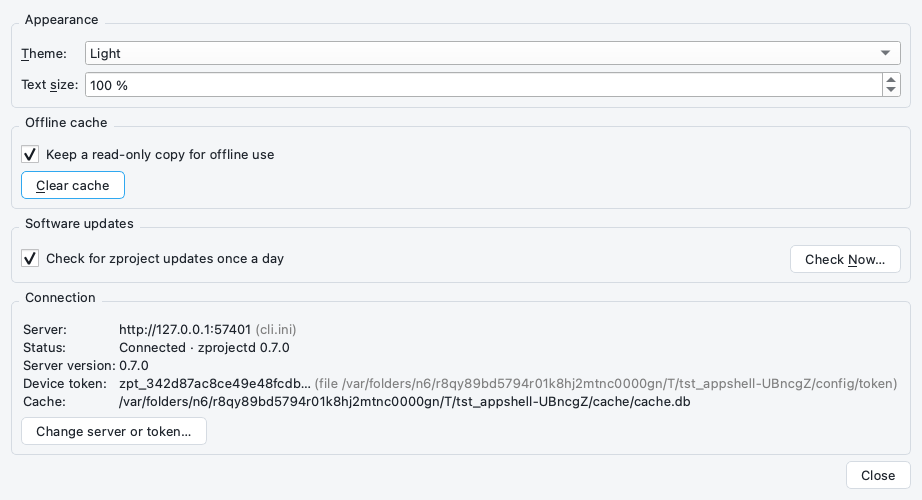 Appearance
Theme: Light
Text size: 100 %
Offline cache
Keep a read-only copy for offline use
Clear cache
Software updates
Check for zproject updates once a day Check Now...
Connection
Server: http://127.0.0.1:57401 (cli.ini)
Status: Connected · zprojectd 0.7.0
Server version: 0.7.0
Device token: zpt_342d87ac8ce49e48fcdb... (file /var/folders/n6/r8qy89bd5794r01k8hj2mtnc0000gn/T/tst_appshell-UBncgZ/config/token)
Cache: /var/folders/n6/r8qy89bd5794r01k8hj2mtnc0000gn/T/tst_appshell-UBncgZ/cache/cache.db
Change server or token...
Close